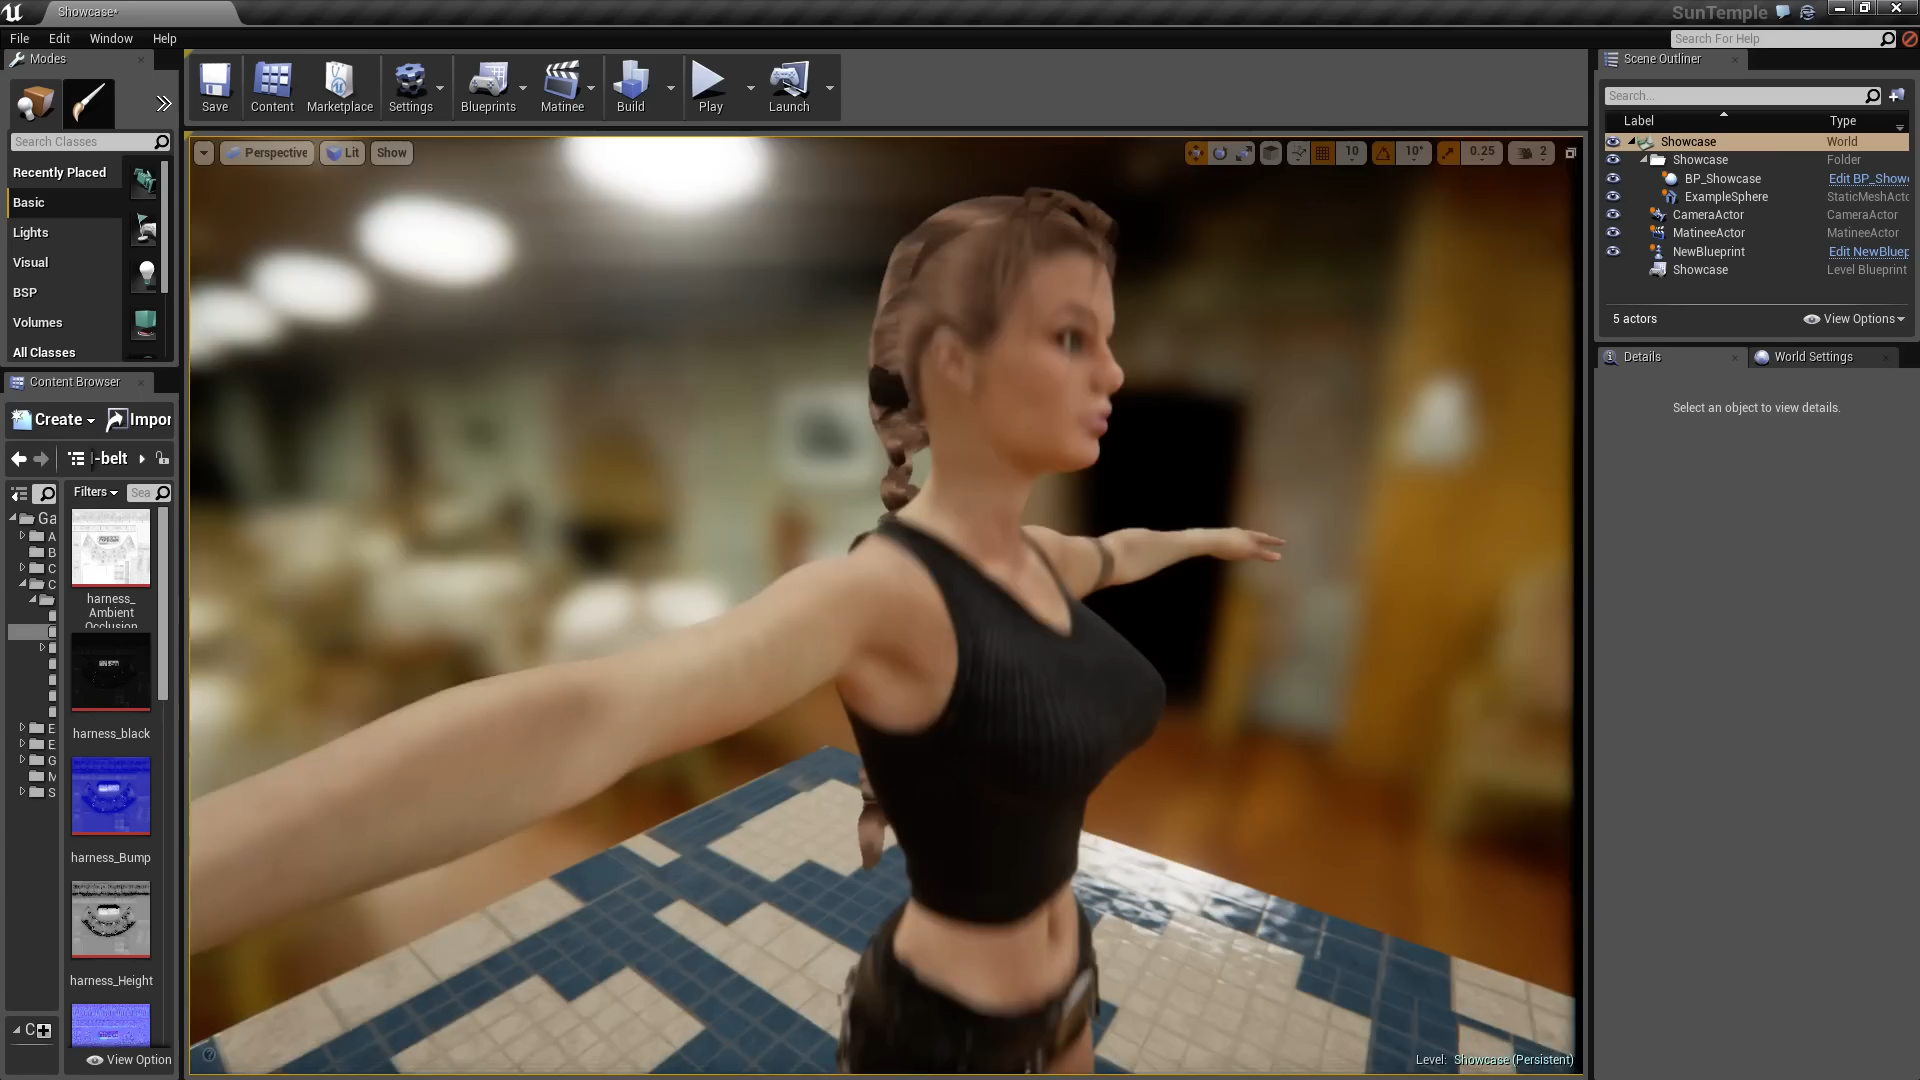 Showcase*
SunTemple
File
Edit
Window
Help
Search For Help
Modes
Search Classes
Recently Placed
Basic
Lights
Visual
BSP
Volumes
All Classes
Save
Content
Marketplace
Settings
Blueprints
Matinee
Build
Play
Launch
Perspective
Lit
Show
10
10°
0.25
2
Scene Outliner
Search...
Label
Type
Showcase
World
Showcase
Folder
BP_Showcase
Edit BP_Show
ExampleSphere
StaticMeshActo
CameraActor
CameraActor
MatineeActor
MatineeActor
NewBlueprint
Edit NewBluep
Showcase
Level Blueprint
5 actors
View Options
Details
World Settings
Select an object to view details.
Content Browser
Create
Impor
-belt
Filters
Sea
Ga
A
B
C
C
E
E
G
M
S
C
harness_
Ambient
Occlusion
harness_black
harness_Bump
harness_Height
View Option
Level: Showcase (Persistent)